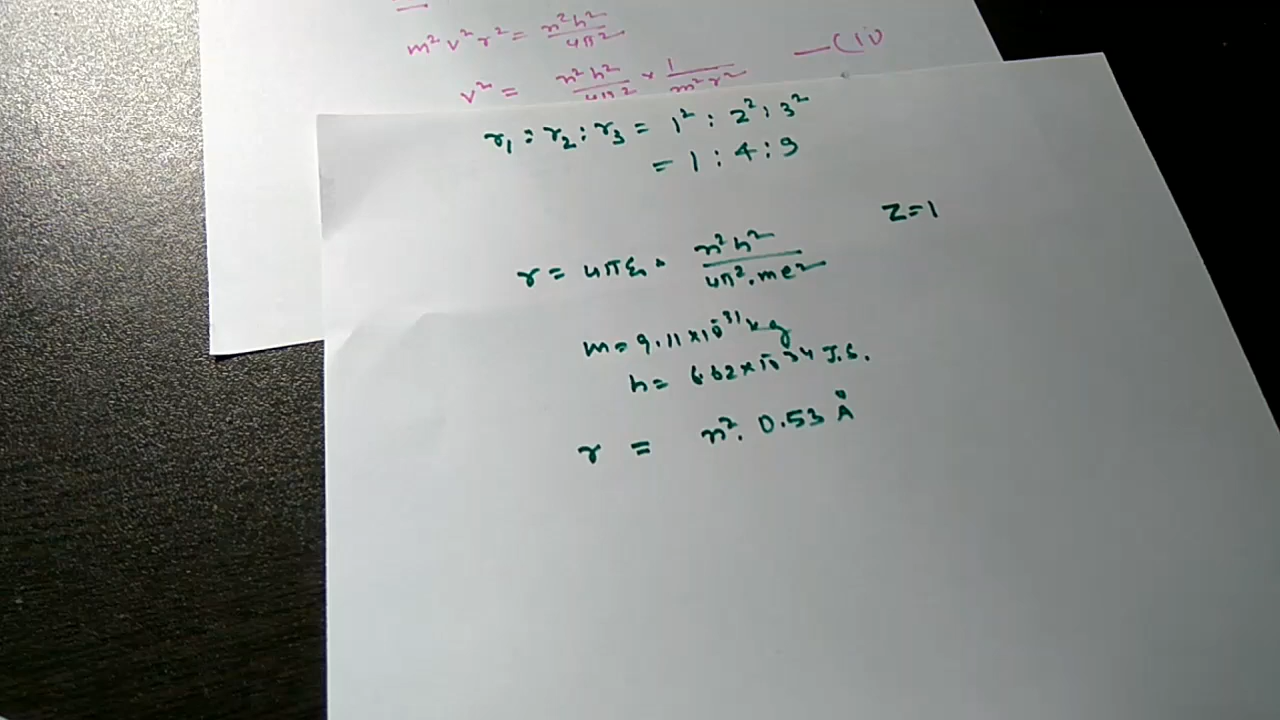 m²v²r² = n²h²/4π²
v² = n²h²/4π² × 1/m²r² —(ii)
r₁ : r₂ : r₃ = 1² : 2² : 3²
= 1 : 4 : 9
Z=1
r = 4πε₀ · n²h²/4π².me²
m = 9.11×10⁻³¹ kg
h = 6.62×10⁻³⁴ J.S.
r = n². 0.53 Å